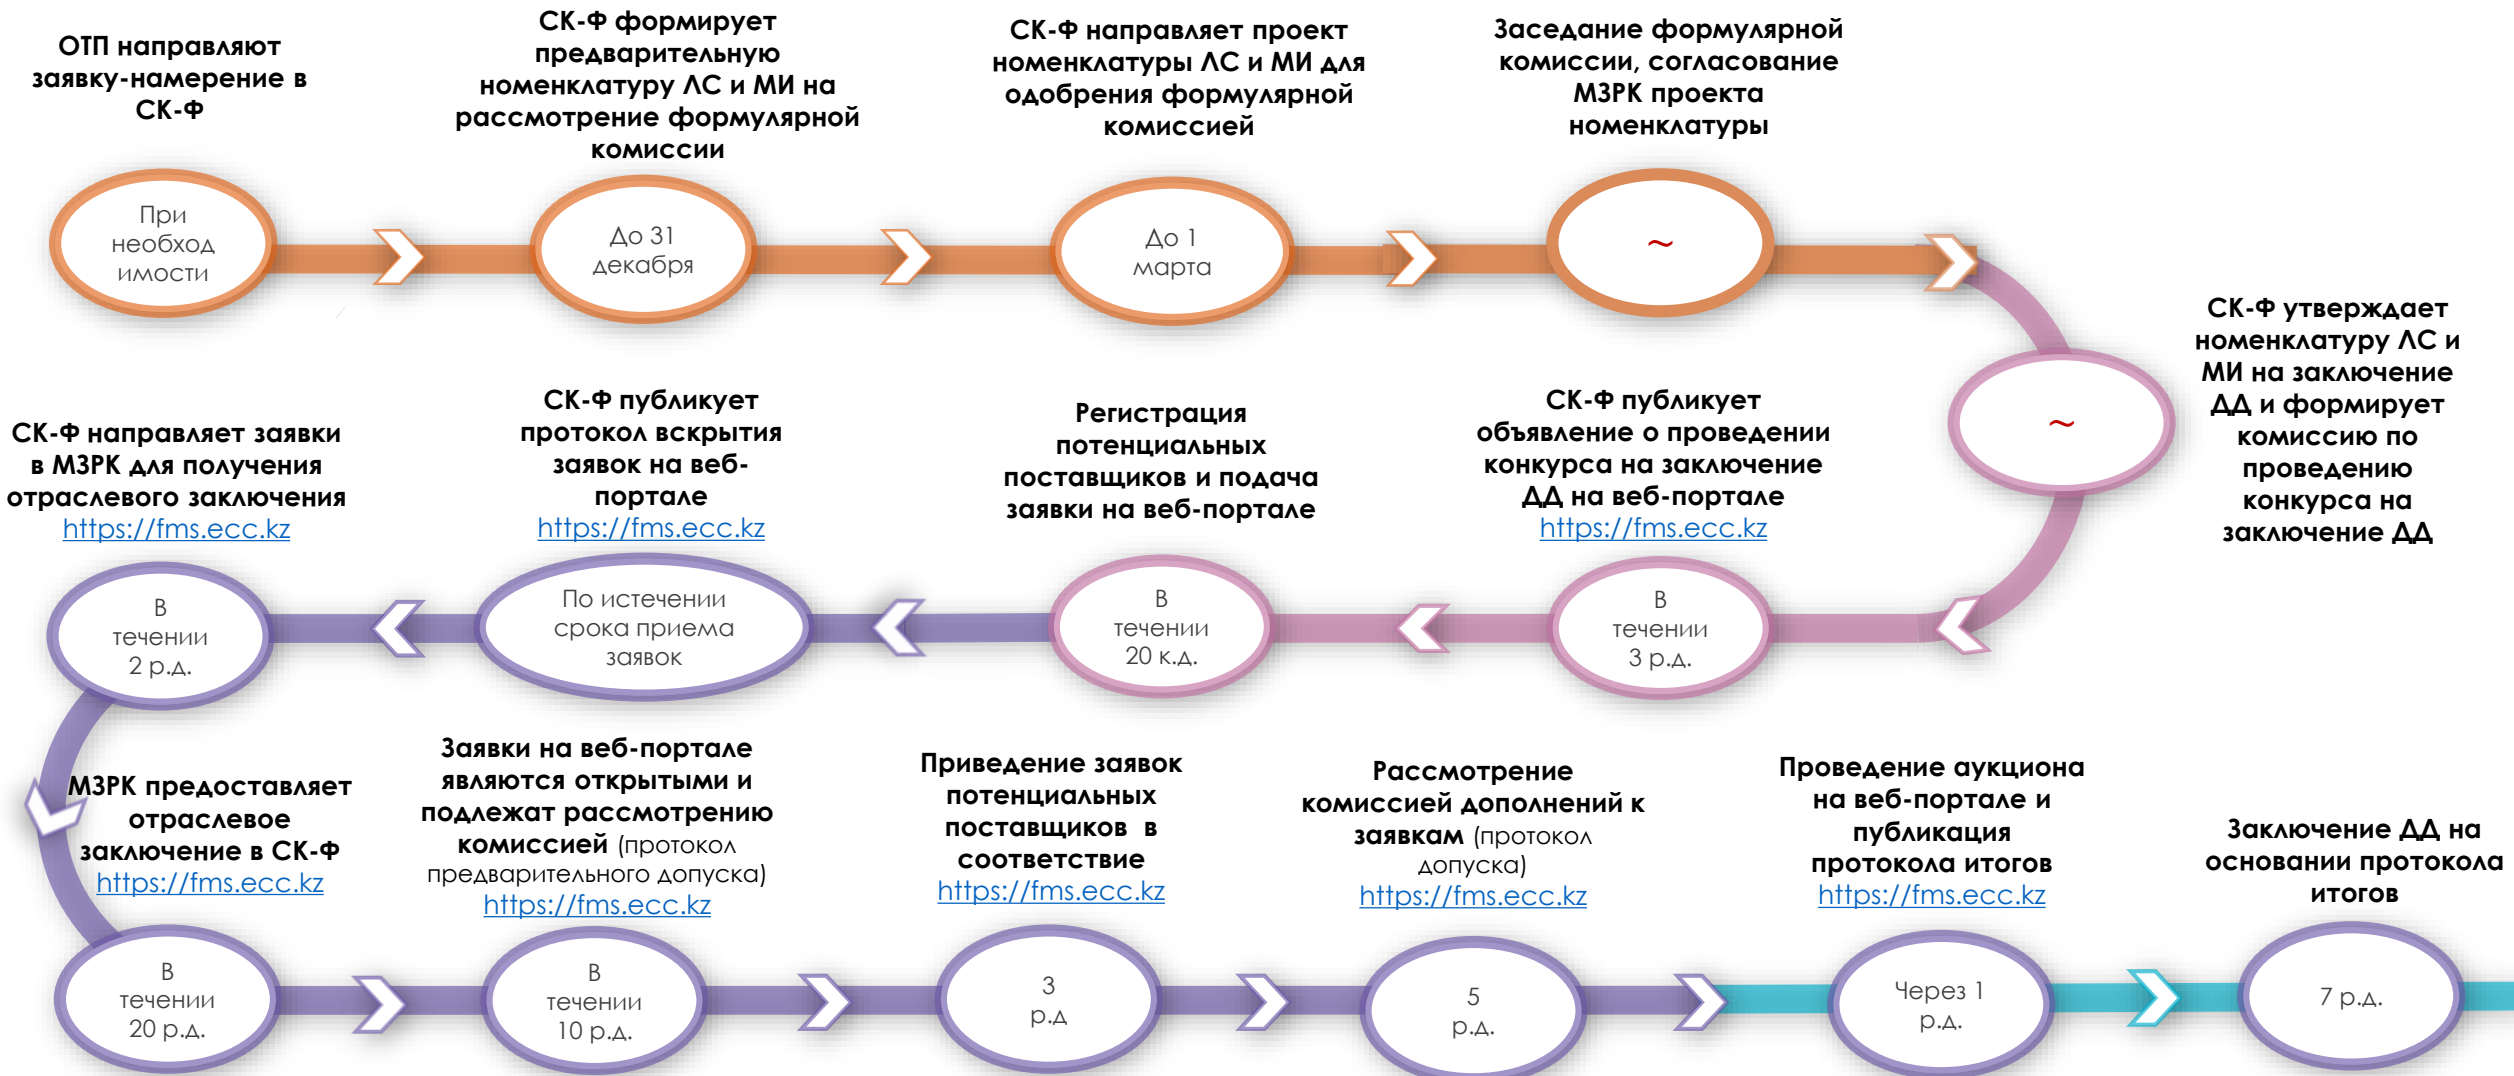 ОТП направляют
заявку-намерение в
СК-Ф
При
необход
имости
СК-Ф формирует
предварительную
номенклатуру ЛС и МИ на
рассмотрение формулярной
комиссии
До 31
декабря
СК-Ф направляет проект
номенклатуры ЛС и МИ для
одобрения формулярной
комиссией
До 1
марта
Заседание формулярной
комиссии, согласование
МЗРК проекта
номенклатуры
~
СК-Ф утверждает
номенклатуру ЛС и
МИ на заключение
ДД и формирует
комиссию по
проведению
конкурса на
заключение ДД
~
СК-Ф публикует
объявление о проведении
конкурса на заключение
ДД на веб-портале
https://fms.ecc.kz
В
течении
3 р.д.
Регистрация
потенциальных
поставщиков и подача
заявки на веб-портале
В
течении
20 к.д.
СК-Ф публикует
протокол вскрытия
заявок на веб-
портале
https://fms.ecc.kz
По истечении
срока приема
заявок
СК-Ф направляет заявки
в МЗРК для получения
отраслевого заключения
https://fms.ecc.kz
В
течении
2 р.д.
МЗРК предоставляет
отраслевое
заключение в СК-Ф
https://fms.ecc.kz
В
течении
20 р.д.
Заявки на веб-портале
являются открытыми и
подлежат рассмотрению
комиссией (протокол
предварительного допуска)
https://fms.ecc.kz
В
течении
10 р.д.
Приведение заявок
потенциальных
поставщиков в
соответствие
https://fms.ecc.kz
3
р.д
Рассмотрение
комиссией дополнений к
заявкам (протокол
допуска)
https://fms.ecc.kz
5
р.д.
Проведение аукциона
на веб-портале и
публикация
протокола итогов
https://fms.ecc.kz
Через 1
р.д.
Заключение ДД на
основании протокола
итогов
7 р.д.